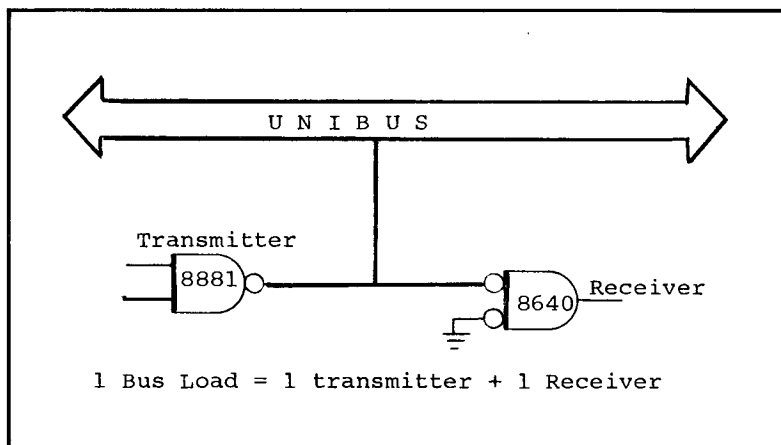 U N I B U S
Transmitter
8881
8640
Receiver
1 Bus Load = 1 transmitter + 1 Receiver